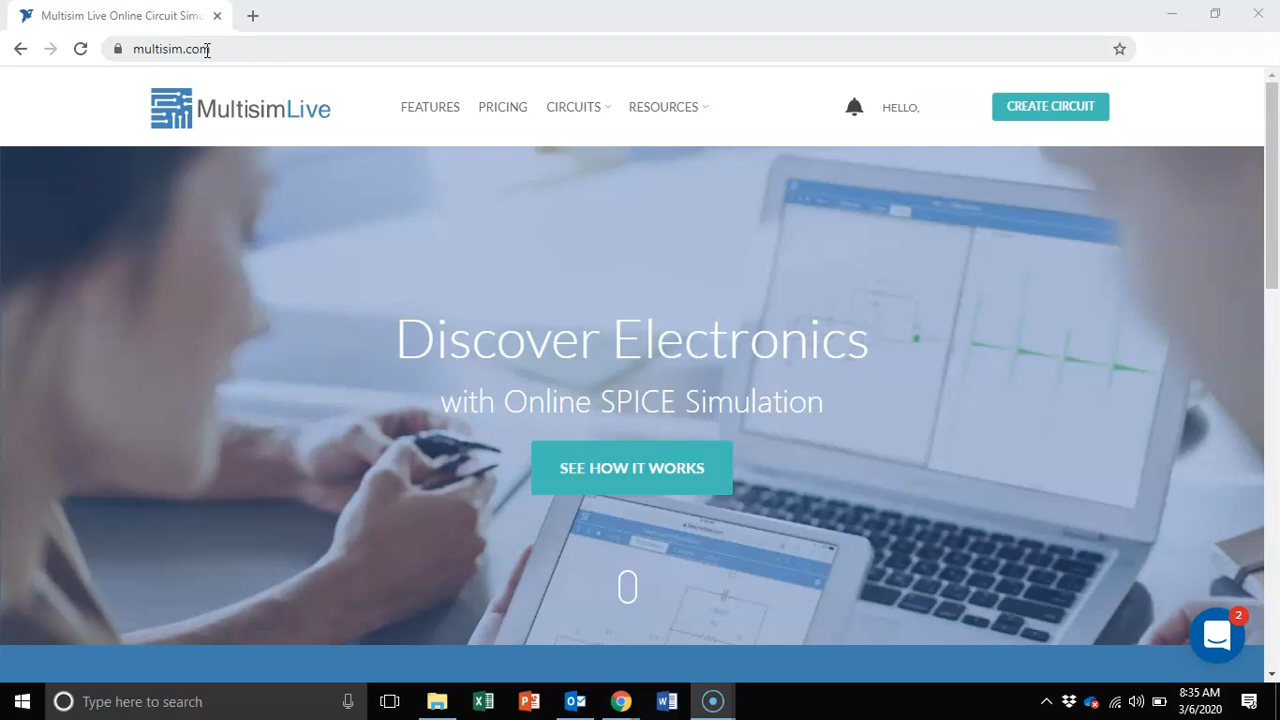 Multisim Live Online Circuit Simu
multisim.com
MultisimLive
FEATURES
PRICING
CIRCUITS
RESOURCES
HELLO,
CREATE CIRCUIT
Discover Electronics
with Online SPICE Simulation
SEE HOW IT WORKS
2
Type here to search
8:35 AM
3/6/2020